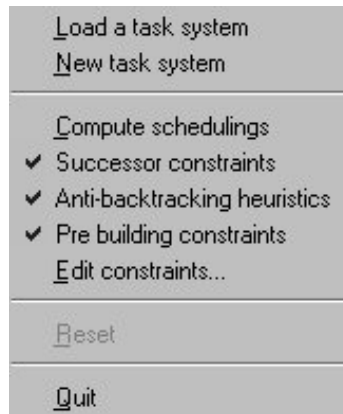 Load a task system
New task system
Compute schedulings
Successor constraints
Anti-backtracking heuristics
Pre building constraints
Edit constraints...
Reset
Quit